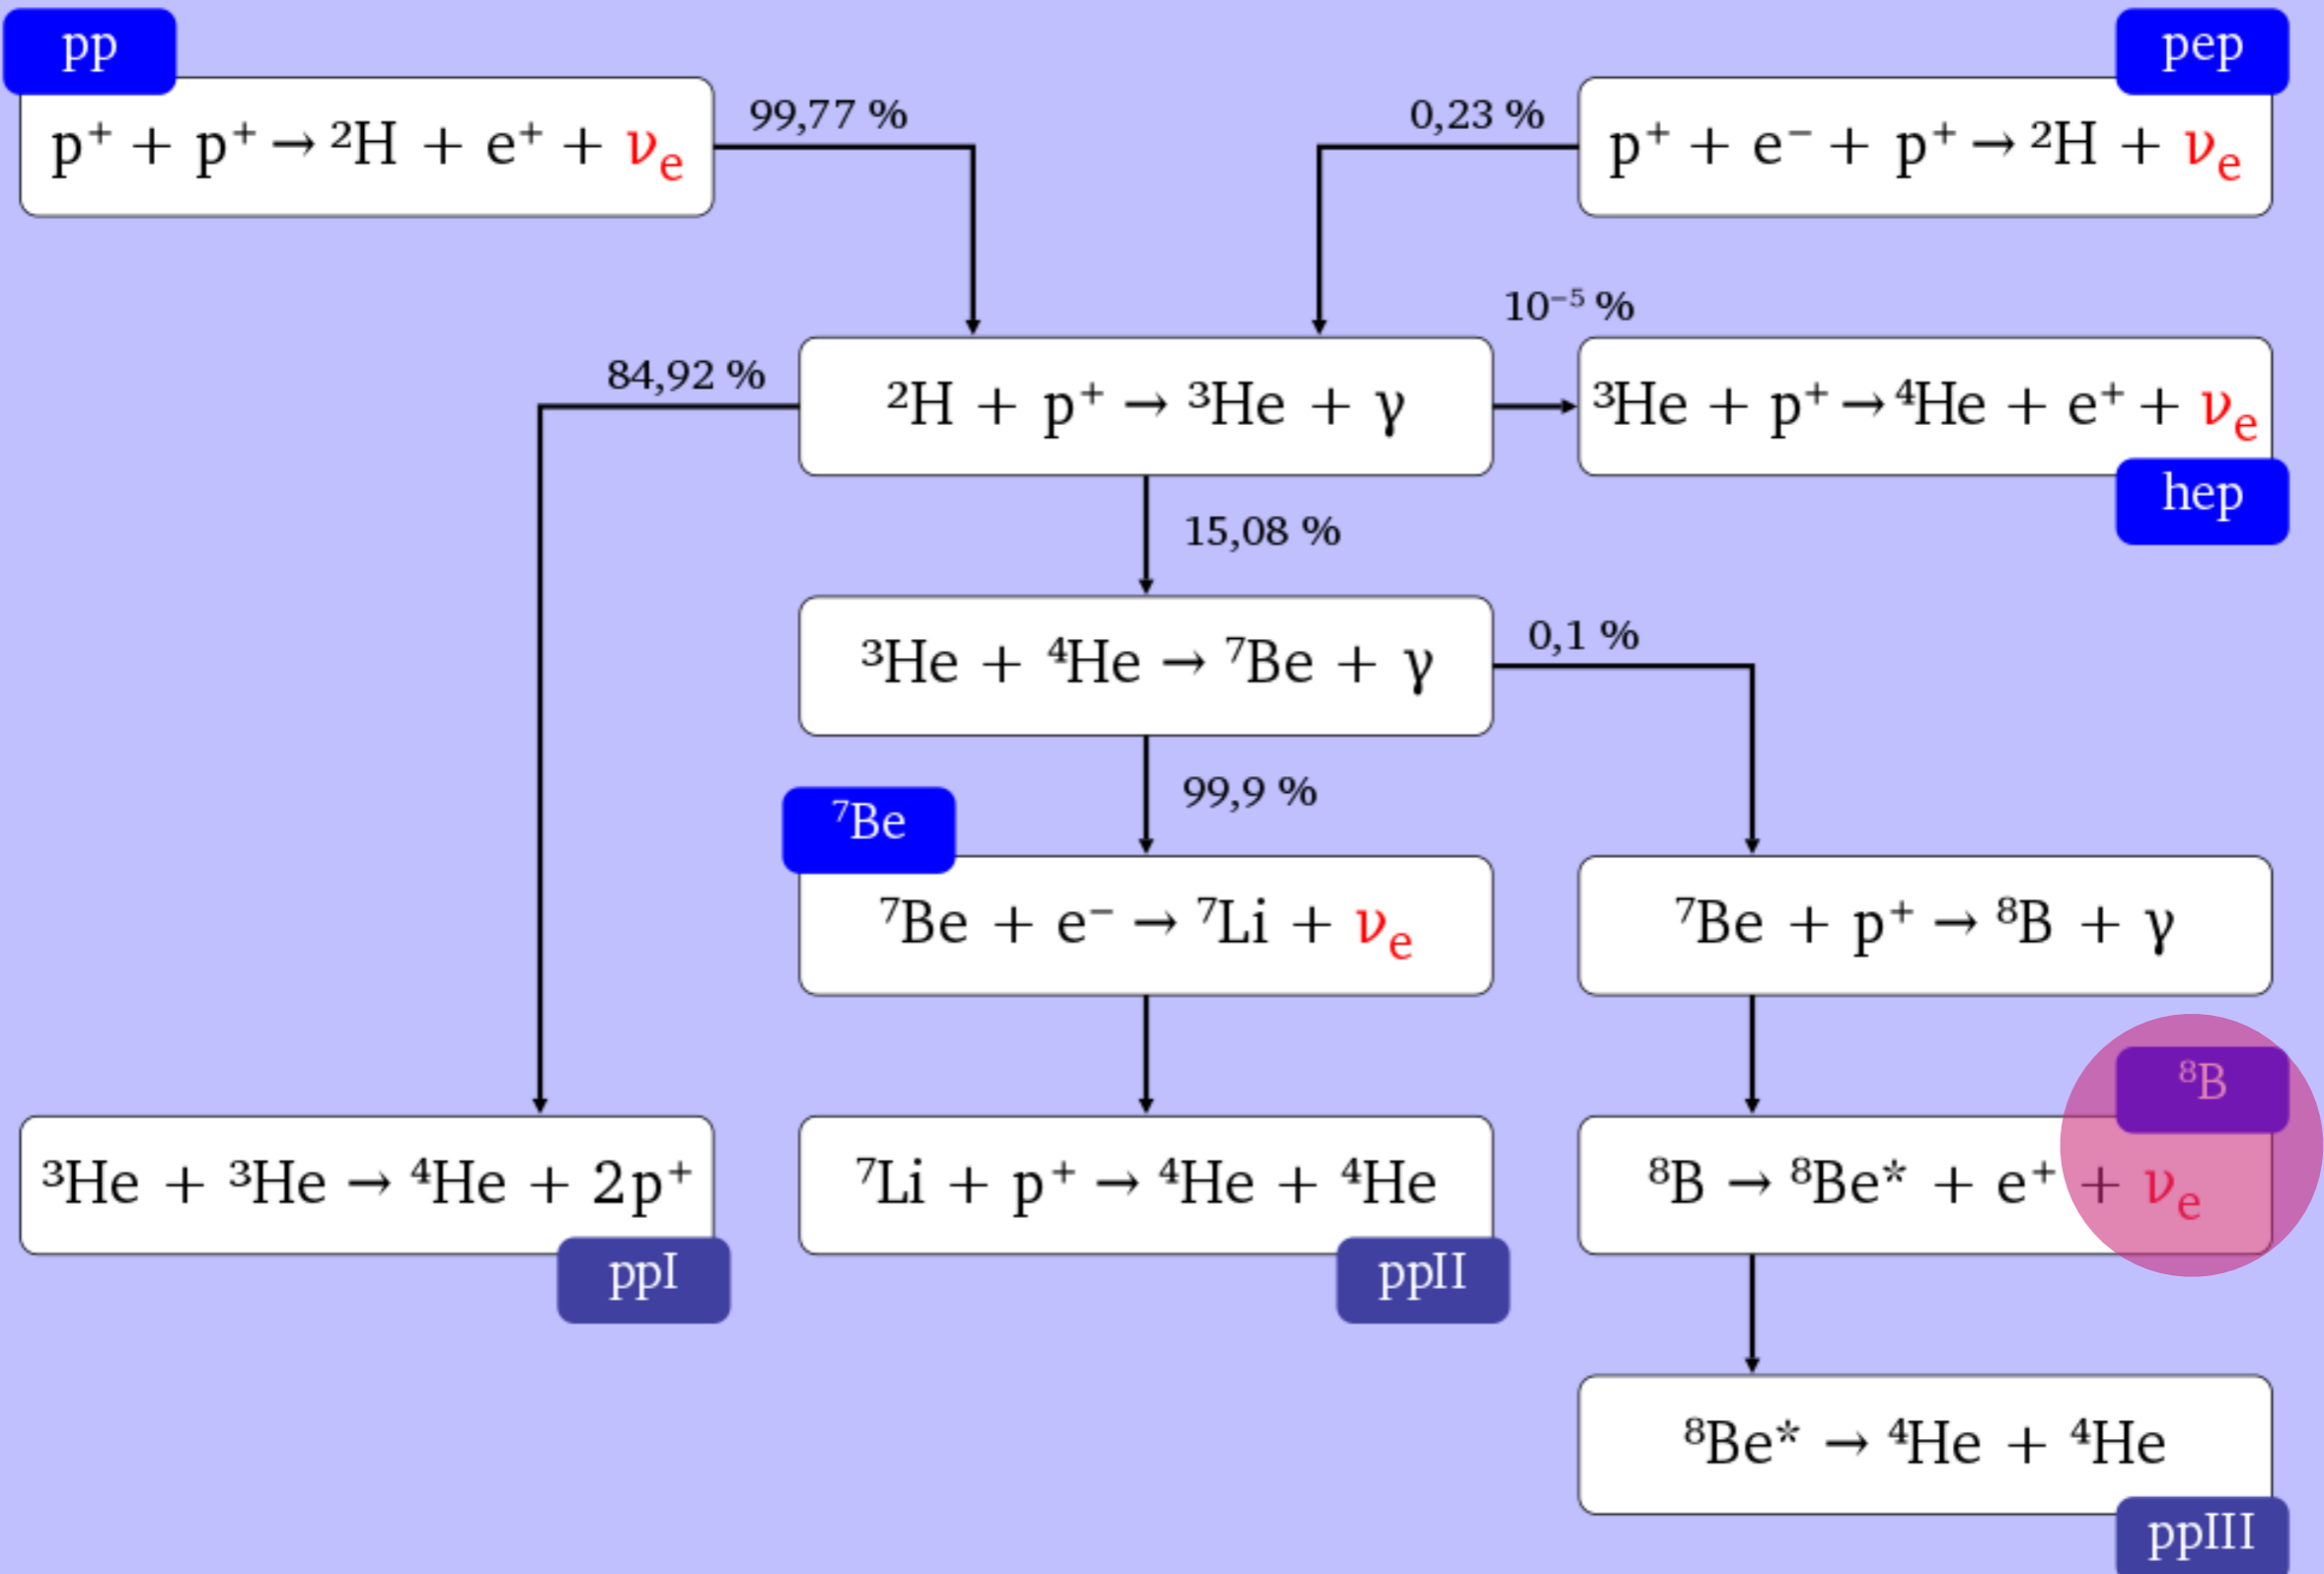 pp
pep
p⁺ + p⁺ → ²H + e⁺ + νₑ
99,77 %
0,23 %
p⁺ + e⁻ + p⁺ → ²H + νₑ
10⁻⁵ %
84,92 %
²H + p⁺ → ³He + γ
³He + p⁺ → ⁴He + e⁺ + νₑ
hep
15,08 %
³He + ⁴He → ⁷Be + γ
0,1 %
99,9 %
⁷Be
⁷Be + e⁻ → ⁷Li + νₑ
⁷Be + p⁺ → ⁸B + γ
⁸B
³He + ³He → ⁴He + 2p⁺
ppI
⁷Li + p⁺ → ⁴He + ⁴He
ppII
⁸B → ⁸Be* + e⁺ + νₑ
⁸Be* → ⁴He + ⁴He
ppIII